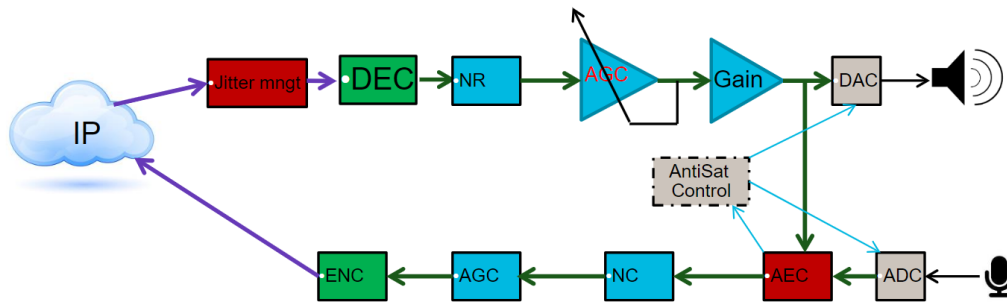 IP
Jitter mngt
DEC
NR
AGC
Gain
DAC
AntiSat
Control
ENC
AGC
NC
AEC
ADC